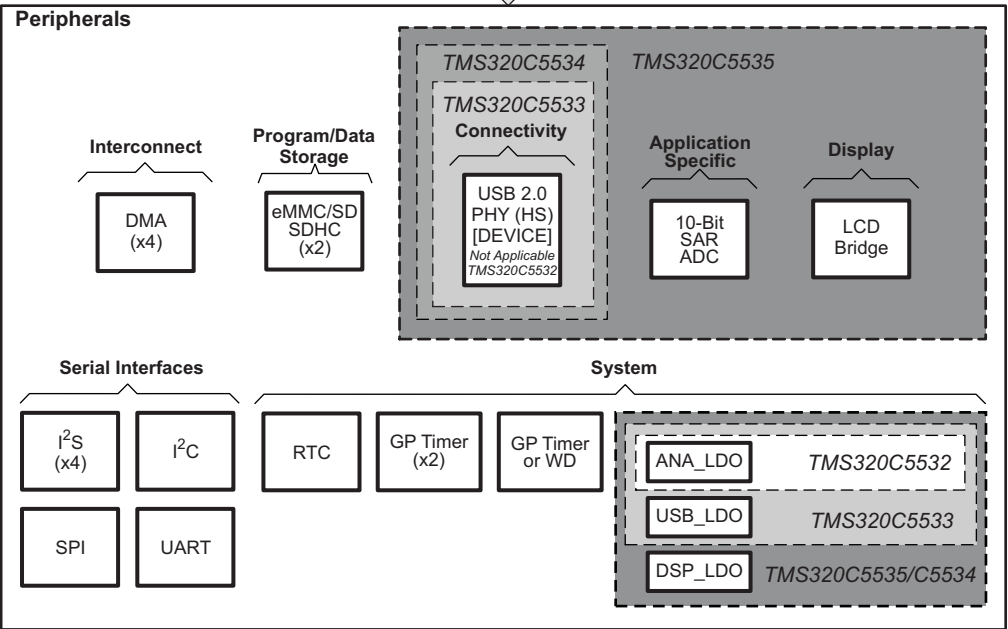 Peripherals
TMS320C5534
TMS320C5535
TMS320C5533
Interconnect
DMA
(x4)
Program/Data
Storage
eMMC/SD
SDHC
(x2)
Connectivity
USB 2.0
PHY (HS)
[DEVICE]
Not Applicable
TMS320C5532
Application
Specific
10-Bit
SAR
ADC
Display
LCD
Bridge
Serial Interfaces
I²S
(x4)
I²C
SPI
UART
System
RTC
GP Timer
(x2)
GP Timer
or WD
ANA_LDO
TMS320C5532
USB_LDO
TMS320C5533
DSP_LDO
TMS320C5535/C5534